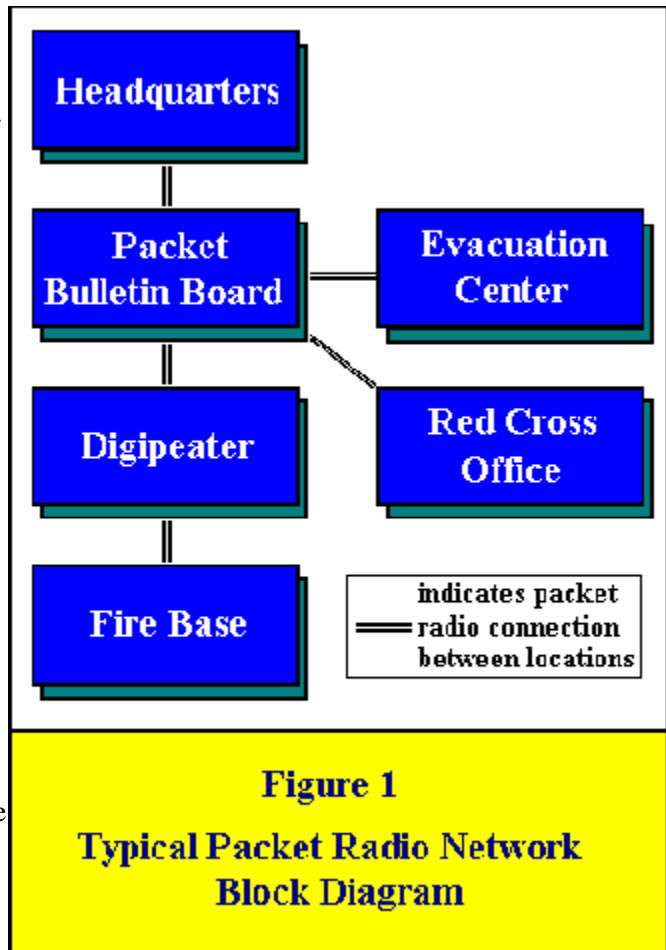 Headquarters
Packet
Bulletin Board
Evacuation
Center
Digipeater
Red Cross
Office
Fire Base
indicates packet
radio connection
between locations
e
Figure 1
Typical Packet Radio Network
Block Diagram